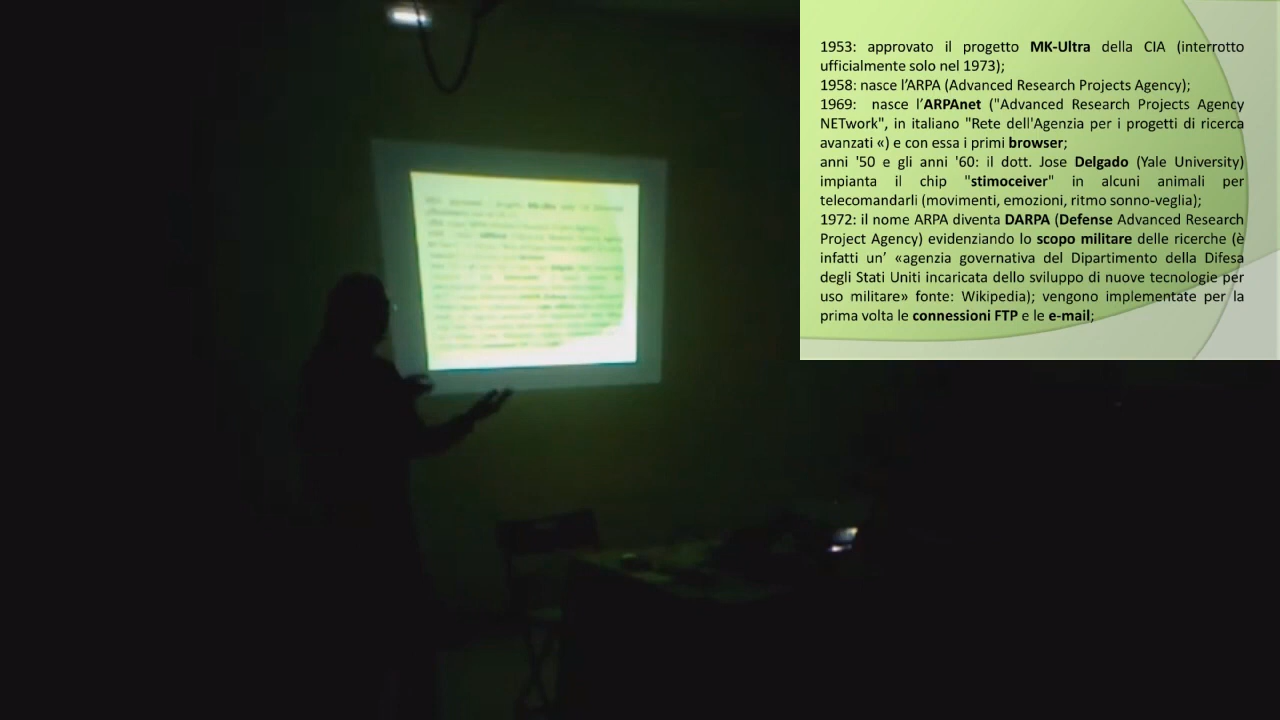 1953: approvato il progetto MK-Ultra della CIA (interrotto
ufficialmente solo nel 1973);
1958: nasce l'ARPA (Advanced Research Projects Agency);
1969: nasce l'ARPAnet ("Advanced Research Projects Agency
NETwork", in italiano "Rete dell'Agenzia per i progetti di ricerca
avanzati «) e con essa i primi browser;
anni '50 e gli anni '60: il dott. Jose Delgado (Yale University)
impianta il chip "stimoceiver" in alcuni animali per
telecomandarli (movimenti, emozioni, ritmo sonno-veglia);
1972: il nome ARPA diventa DARPA (Defense Advanced Research
Project Agency) evidenziando lo scopo militare delle ricerche (è
infatti un' «agenzia governativa del Dipartimento della Difesa
degli Stati Uniti incaricata dello sviluppo di nuove tecnologie per
uso militare» fonte: Wikipedia); vengono implementate per la
prima volta le connessioni FTP e le e-mail;